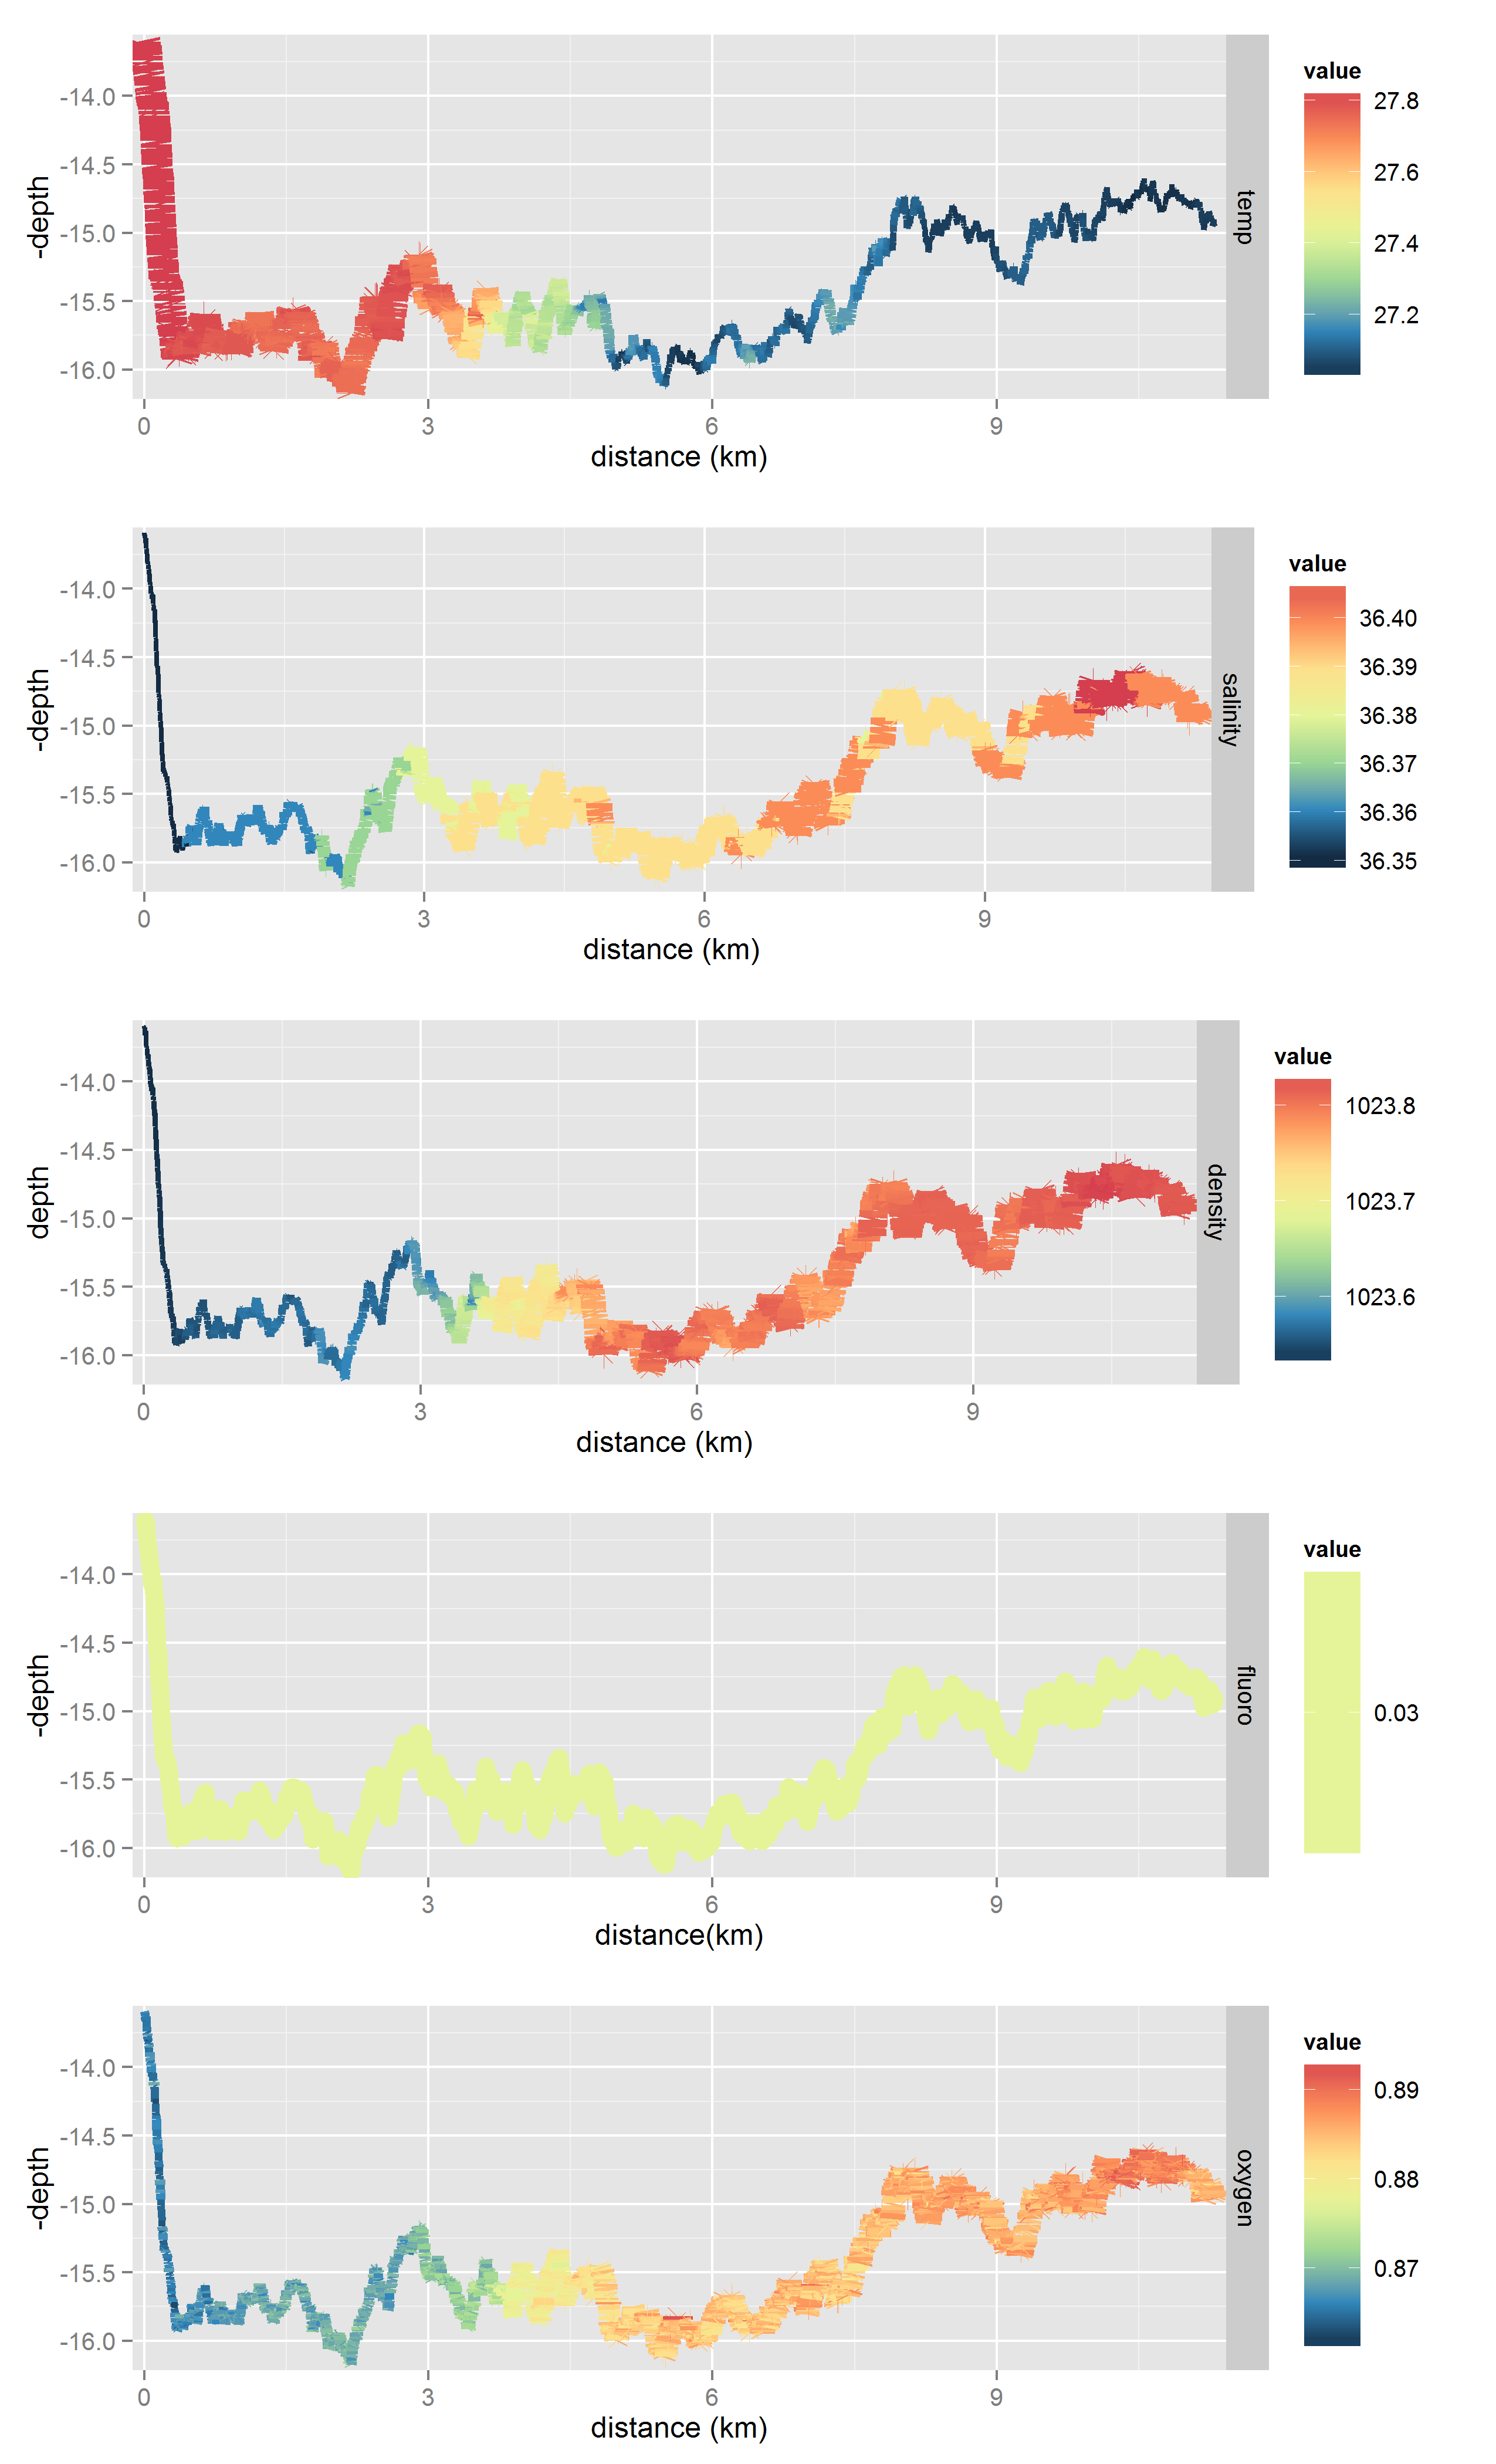 value
27.8
27.6
27.4
27.2
-14.0
-14.5
-15.0
-15.5
-16.0
-depth
temp
0 3 6 9
distance (km)
value
36.40
36.39
36.38
36.37
36.36
36.35
-14.0
-14.5
-15.0
-15.5
-16.0
-depth
salinity
0 3 6 9
distance (km)
value
1023.8
1023.7
1023.6
-14.0
-14.5
-15.0
-15.5
-16.0
depth
density
0 3 6 9
distance (km)
value
0.03
-14.0
-14.5
-15.0
-15.5
-16.0
-depth
fluoro
0 3 6 9
distance(km)
value
0.89
0.88
0.87
-14.0
-14.5
-15.0
-15.5
-16.0
-depth
oxygen
0 3 6 9
distance (km)